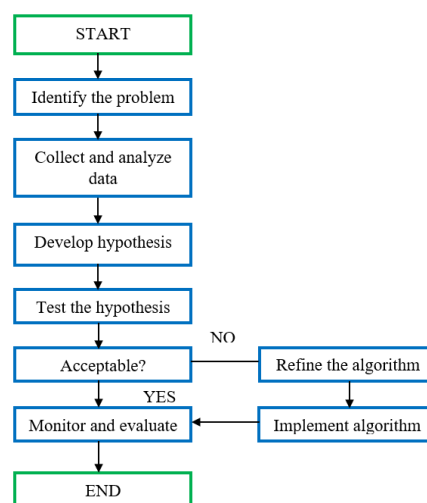 START
Identify the problem
Collect and analyze
data
Develop hypothesis
Test the hypothesis
NO
Acceptable?
Refine the algorithm
YES
Monitor and evaluate
Implement algorithm
END